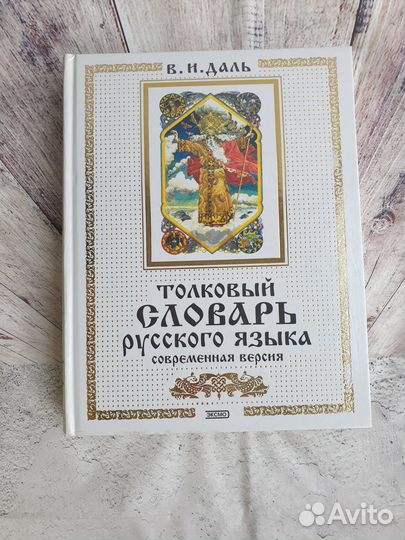 В. И. ДАЛЬ
ТОЛКОВЫЙ
СЛОВАРЬ
РУССКОГО ЯЗЫКА
СОВРЕМЕННАЯ ВЕРСИЯ
ЭКСМО
Avito